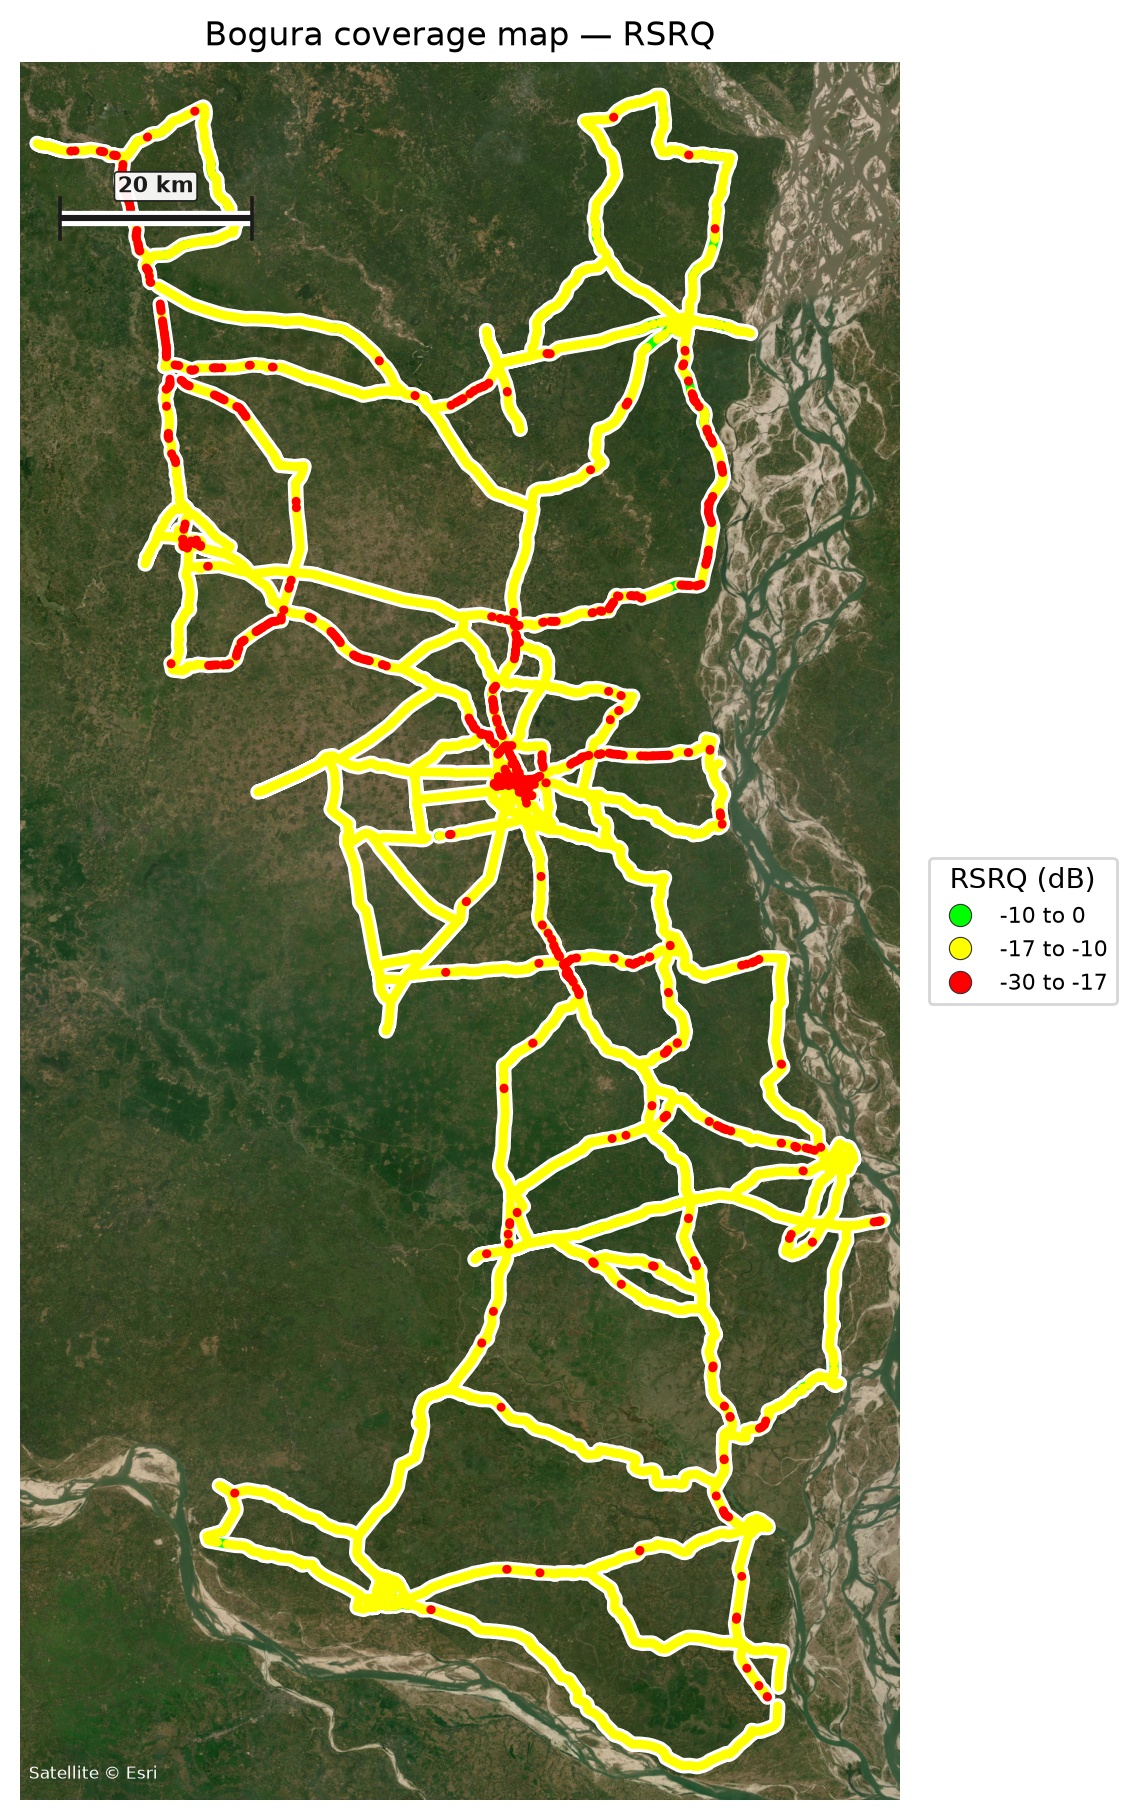 Bogura coverage map — RSRQ
20 km
RSRQ (dB)
-10 to 0
-17 to -10
-30 to -17
Satellite © Esri